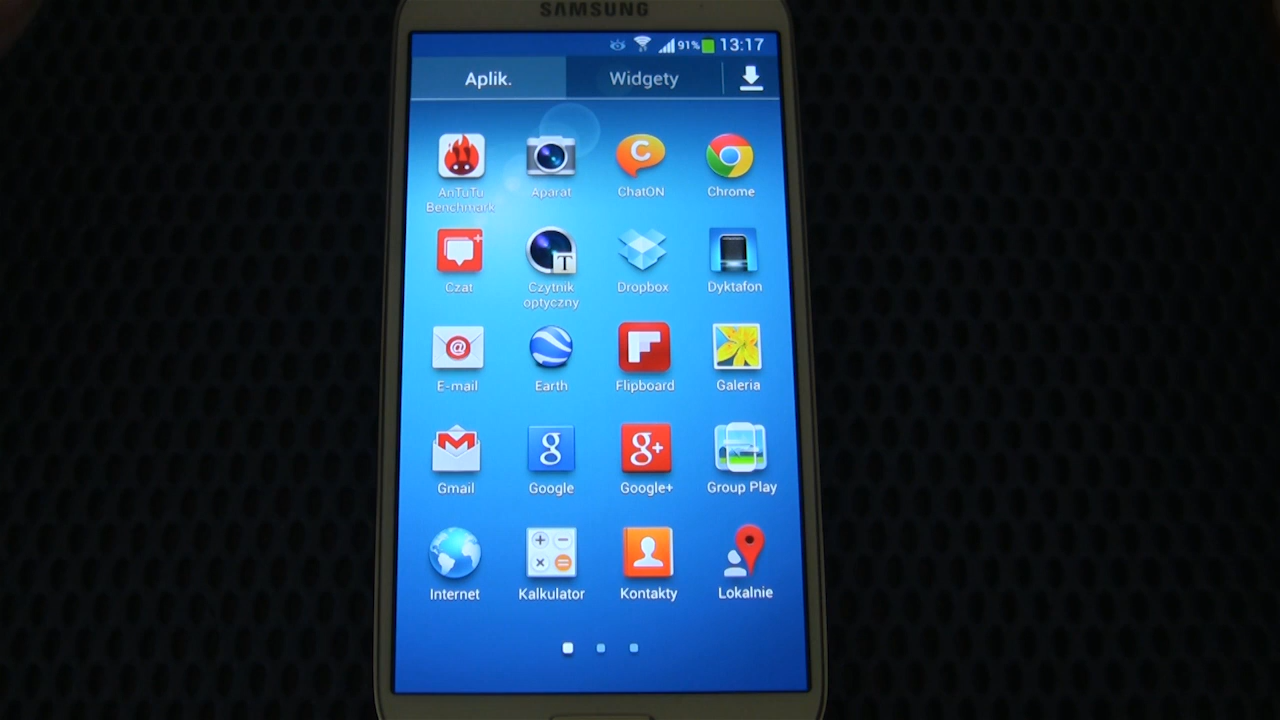 SAMSUNG
91% 13:17
Aplik. Widgety
AnTuTu Benchmark
Aparat
ChatON
Chrome
Czat
Czytnik optyczny
Dropbox
Dyktafon
E-mail
Earth
Flipboard
Galeria
Gmail
Google
Google+
Group Play
Internet
Kalkulator
Kontakty
Lokalnie